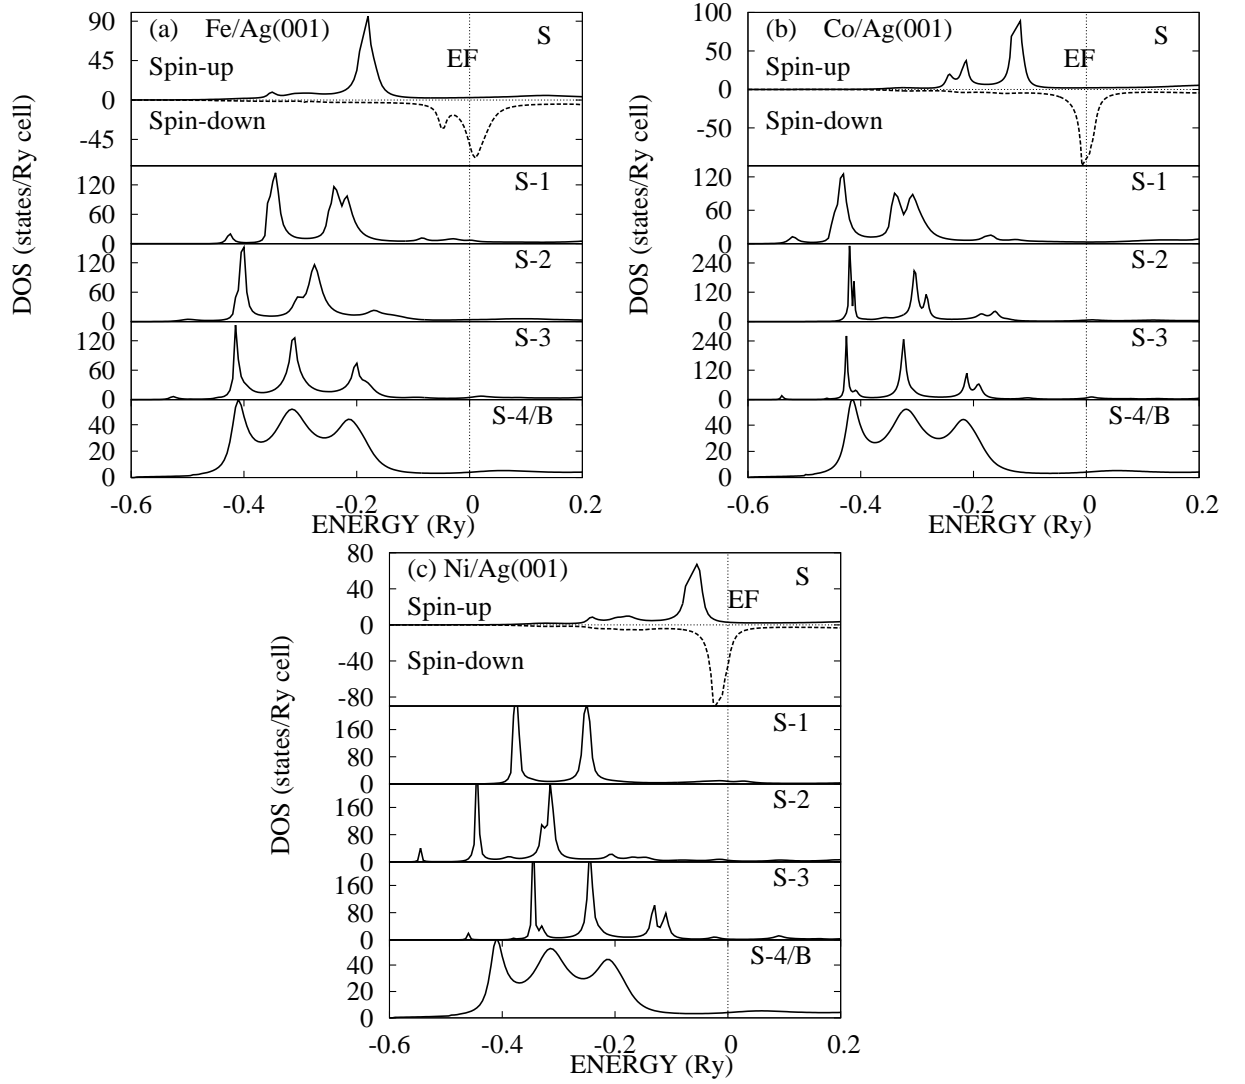 (a) Fe/Ag(001)
S
EF
Spin-up
Spin-down
90
45
0
-45
S-1
120
60
0
S-2
120
60
0
S-3
120
60
0
S-4/B
40
20
0
-0.6 -0.4 -0.2 0 0.2
ENERGY (Ry)
DOS (states/Ry cell)
(b) Co/Ag(001)
S
EF
Spin-up
Spin-down
100
50
0
-50
S-1
120
60
0
S-2
240
120
0
S-3
240
120
0
S-4/B
40
20
0
-0.6 -0.4 -0.2 0 0.2
ENERGY (Ry)
DOS (states/Ry cell)
(c) Ni/Ag(001)
S
EF
Spin-up
Spin-down
80
40
0
-40
-80
S-1
160
80
0
S-2
160
80
0
S-3
160
80
0
S-4/B
40
20
0
-0.6 -0.4 -0.2 0 0.2
ENERGY (Ry)
DOS (states/Ry cell)